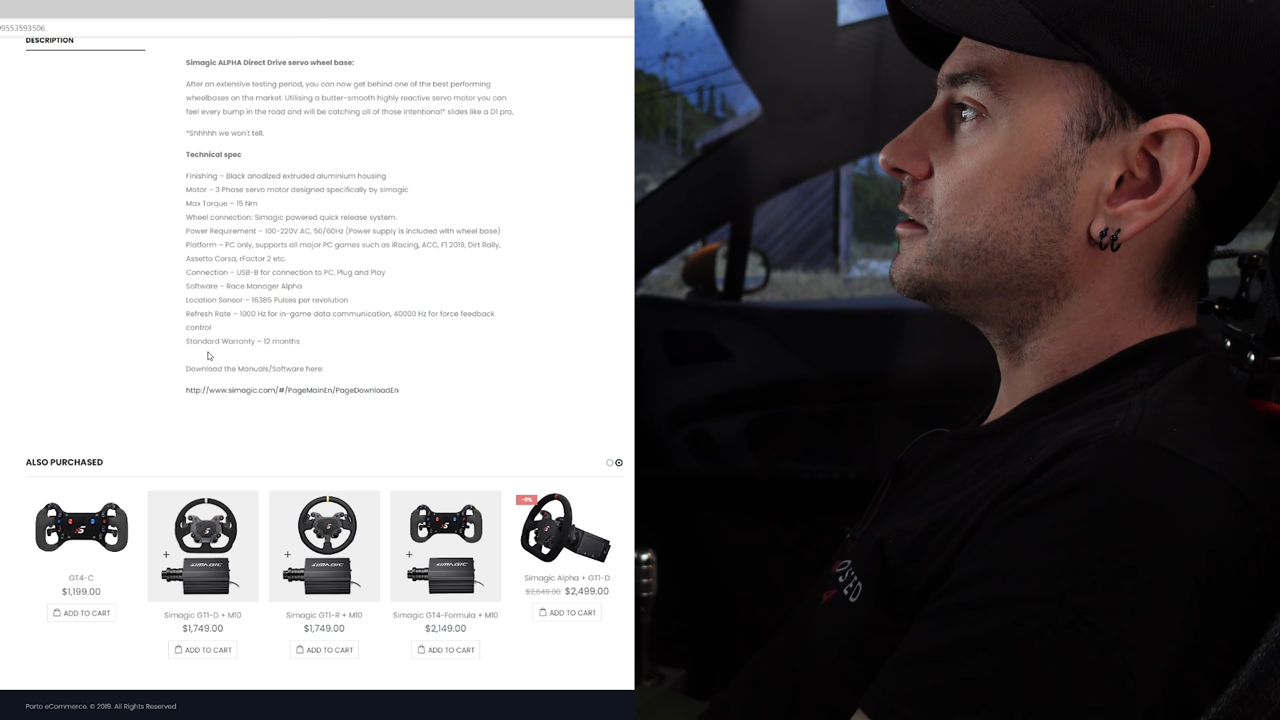 9553593506
DESCRIPTION
Simagic ALPHA Direct Drive servo wheel base:
After an extensive testing period, you can now get behind one of the best performing
wheelbases on the market. Utilising a butter-smooth highly reactive servo motor you can
feel every bump in the road and will be catching all of those intentional* slides like a D1 pro,
*Shhhhh we won't tell.
Technical spec
Finishing – Black anodized extruded aluminium housing
Motor – 3 Phase servo motor designed specifically by simagic
Max Torque – 15 Nm
Wheel connection: Simagic powered quick release system.
Power Requirement – 100-220V AC, 50/60Hz (Power supply is included with wheel base)
Platform – PC only, supports all major PC games such as iRacing, ACC, F1 2019, Dirt Rally,
Assetto Corsa, rFactor 2 etc.
Connection – USB-B for connection to PC, Plug and Play
Software – Race Manager Alpha
Location Sensor – 16385 Pulses per revolution
Refresh Rate – 1000 Hz for in-game data communication, 40000 Hz for force feedback
control
Standard Warranty – 12 months
Download the Manuals/Software here:
http://www.simagic.com/#/PageMainEn/PageDownloadEn
ALSO PURCHASED
-6%
SIMAGIC
SIMAGIC
SIMAGIC
GT4-C
$1,199.00
ADD TO CART
Simagic GT1-D + M10
$1,749.00
ADD TO CART
Simagic GT1-R + M10
$1,749.00
ADD TO CART
Simagic GT4-Formula + M10
$2,149.00
ADD TO CART
Simagic Alpha + GT1-D
$2,649.00 $2,499.00
ADD TO CART
Porto eCommerce. © 2019. All Rights Reserved